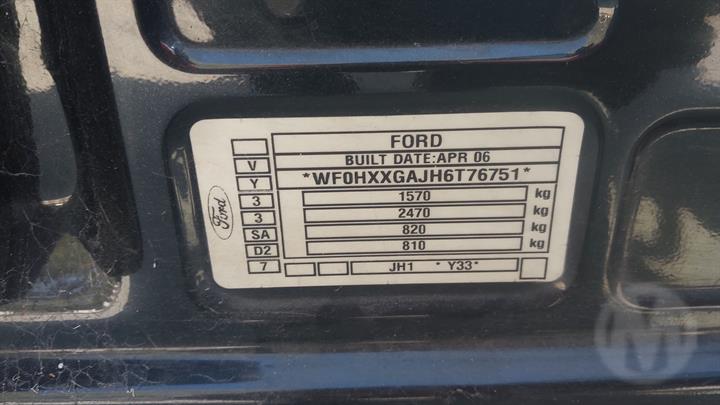 FORD
BUILT DATE:APR 06
*WF0HXXGAJH6T76751*
1570 kg
2470 kg
820 kg
810 kg
JH1 * Y33*
V
Y
3
3
SA
D2
7
Ford
M